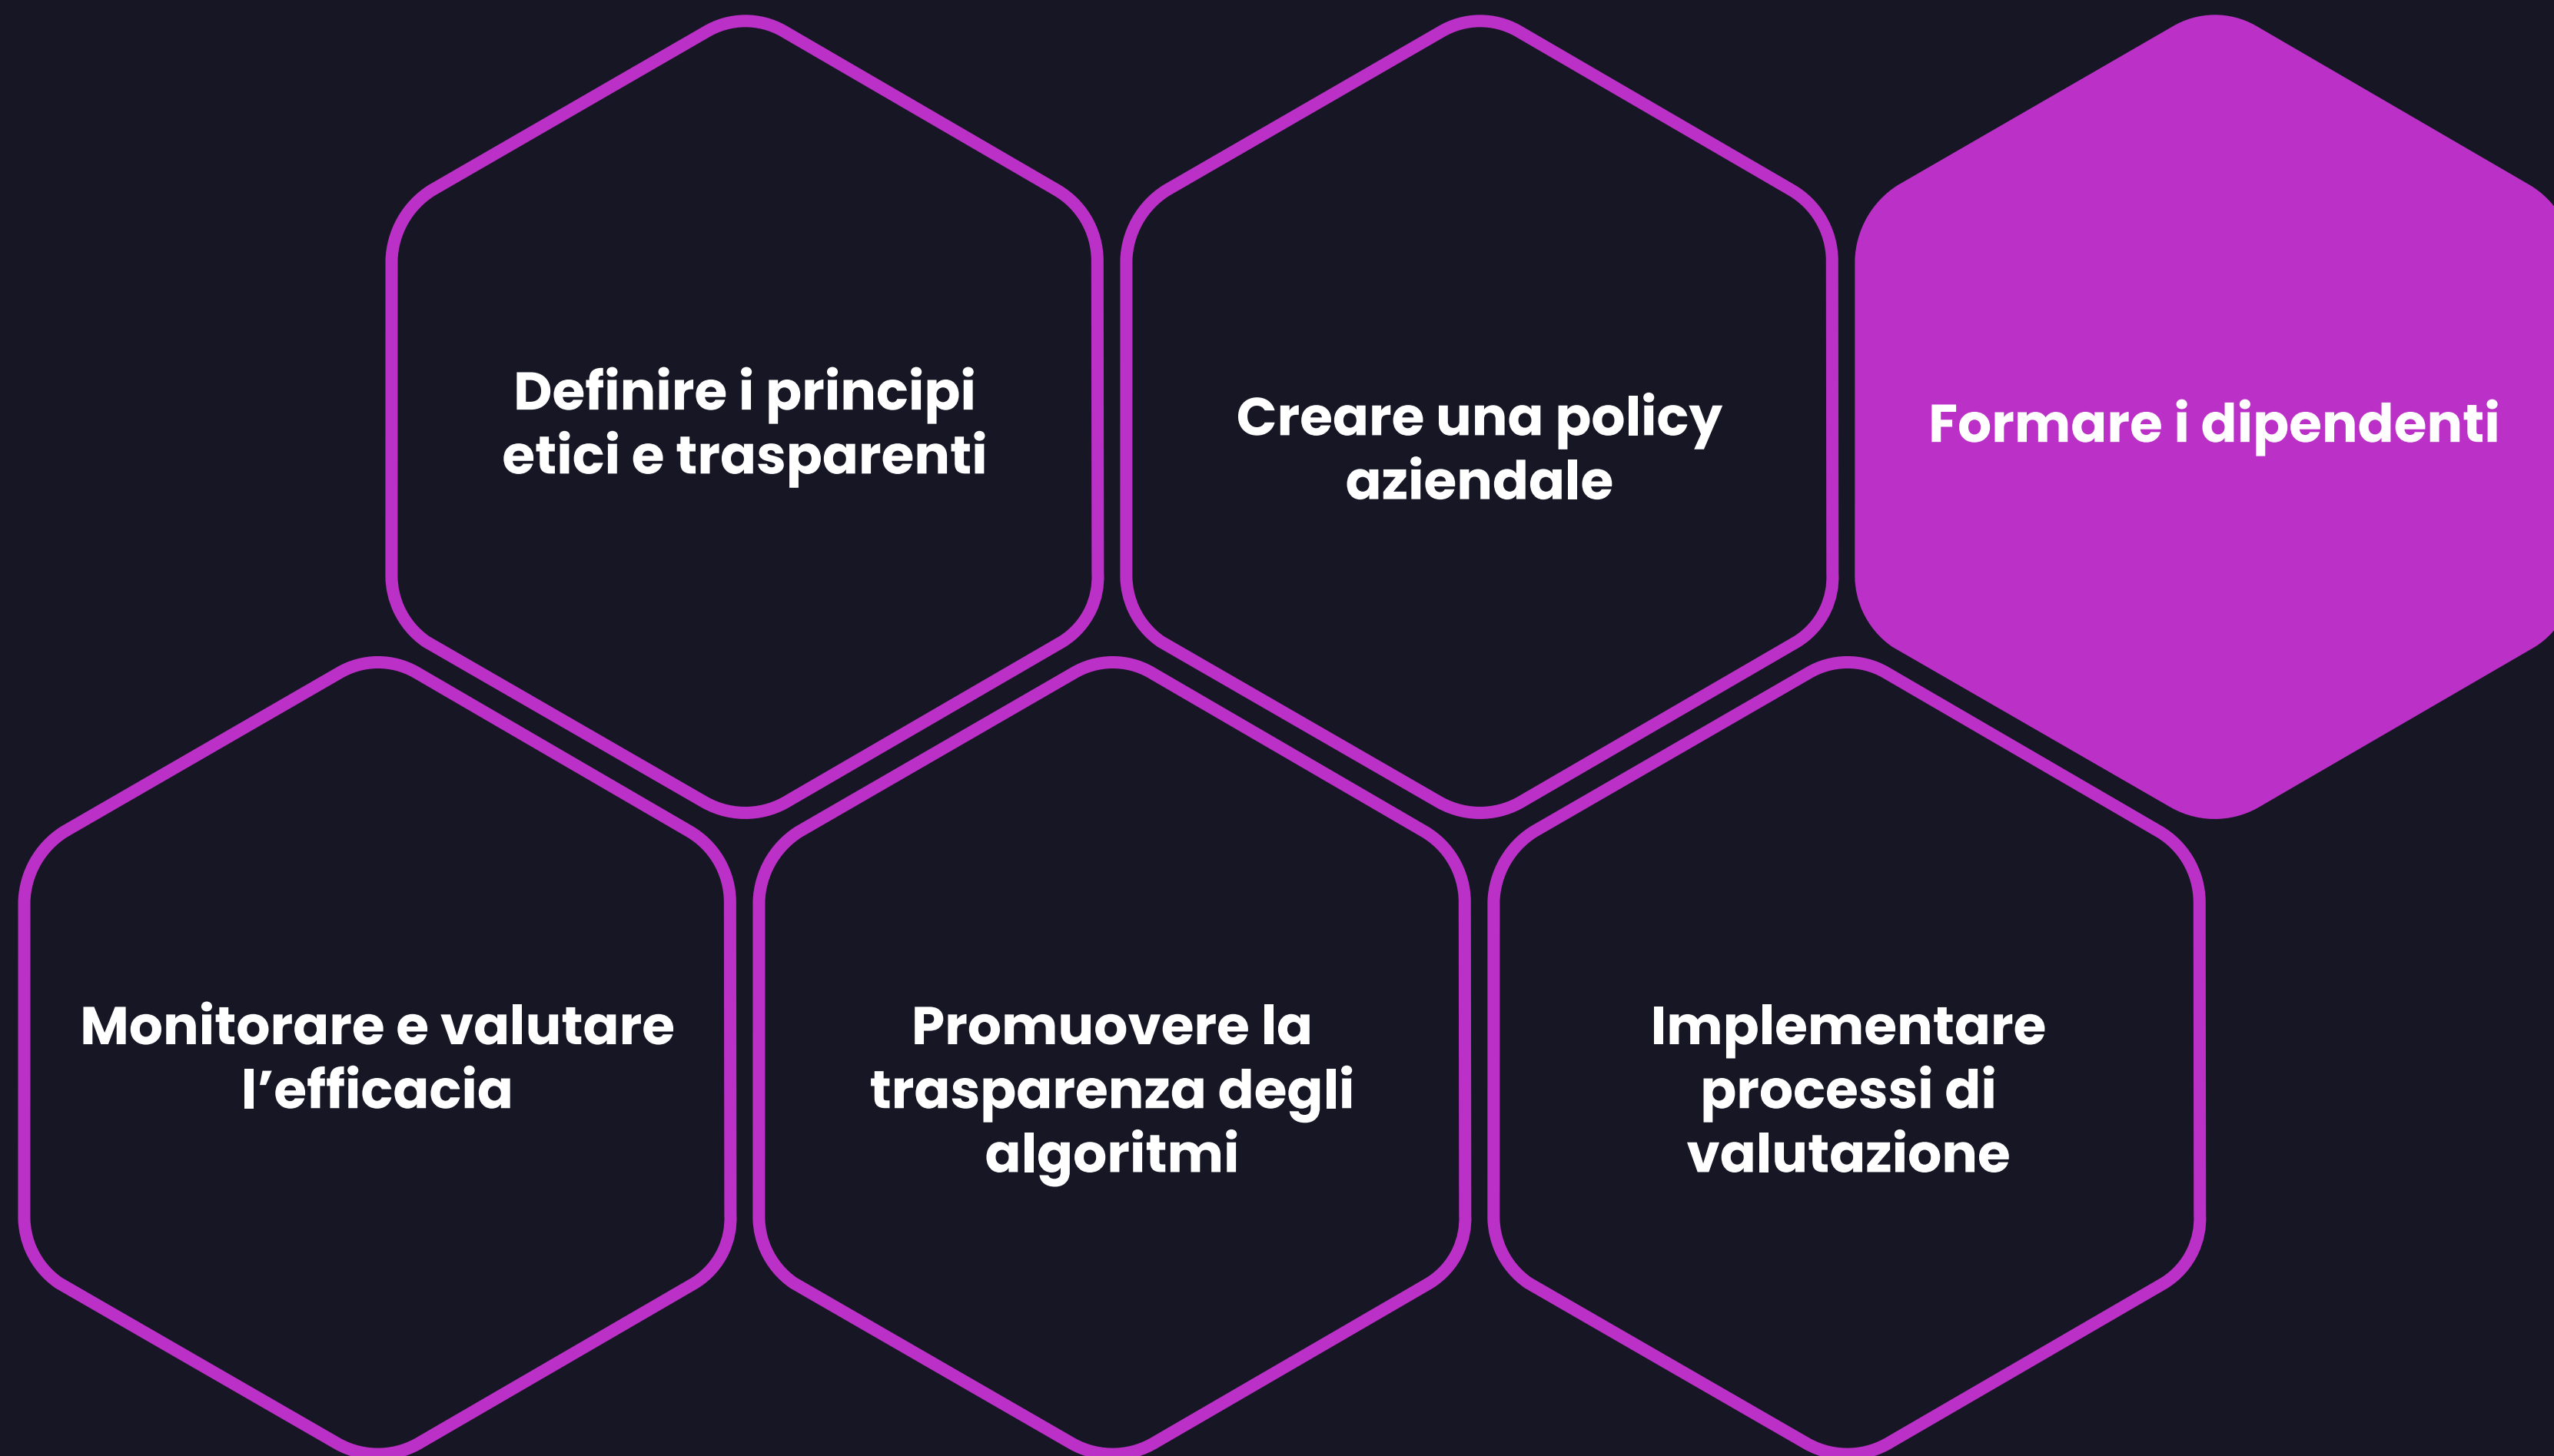 Definire i principi
etici e trasparenti
Creare una policy
aziendale
Formare i dipendenti
Monitorare e valutare
l’efficacia
Promuovere la
trasparenza degli
algoritmi
Implementare
processi di
valutazione